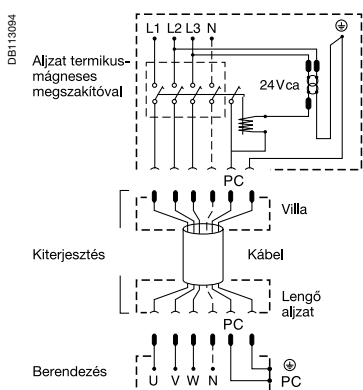 DB113094
L1 L2 L3 N
Aljzat termikus-
mágneses
megszakítóval
24Vca
PC
Villa
Kiterjesztés
Kábel
Lengő
aljzat
PC
Berendezés
U V W N
PC